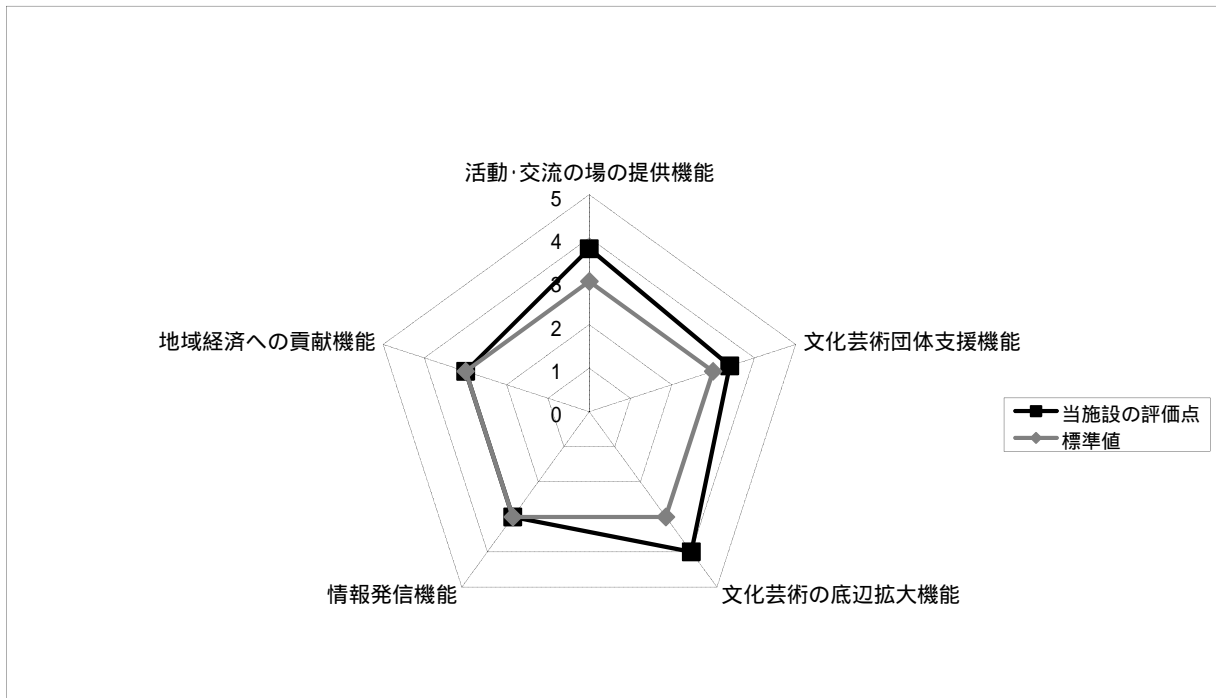 活動・交流の場の提供機能
5
4
3
2
1
0
地域経済への貢献機能
文化芸術団体支援機能
当施設の評価点
標準値
情報発信機能
文化芸術の底辺拡大機能